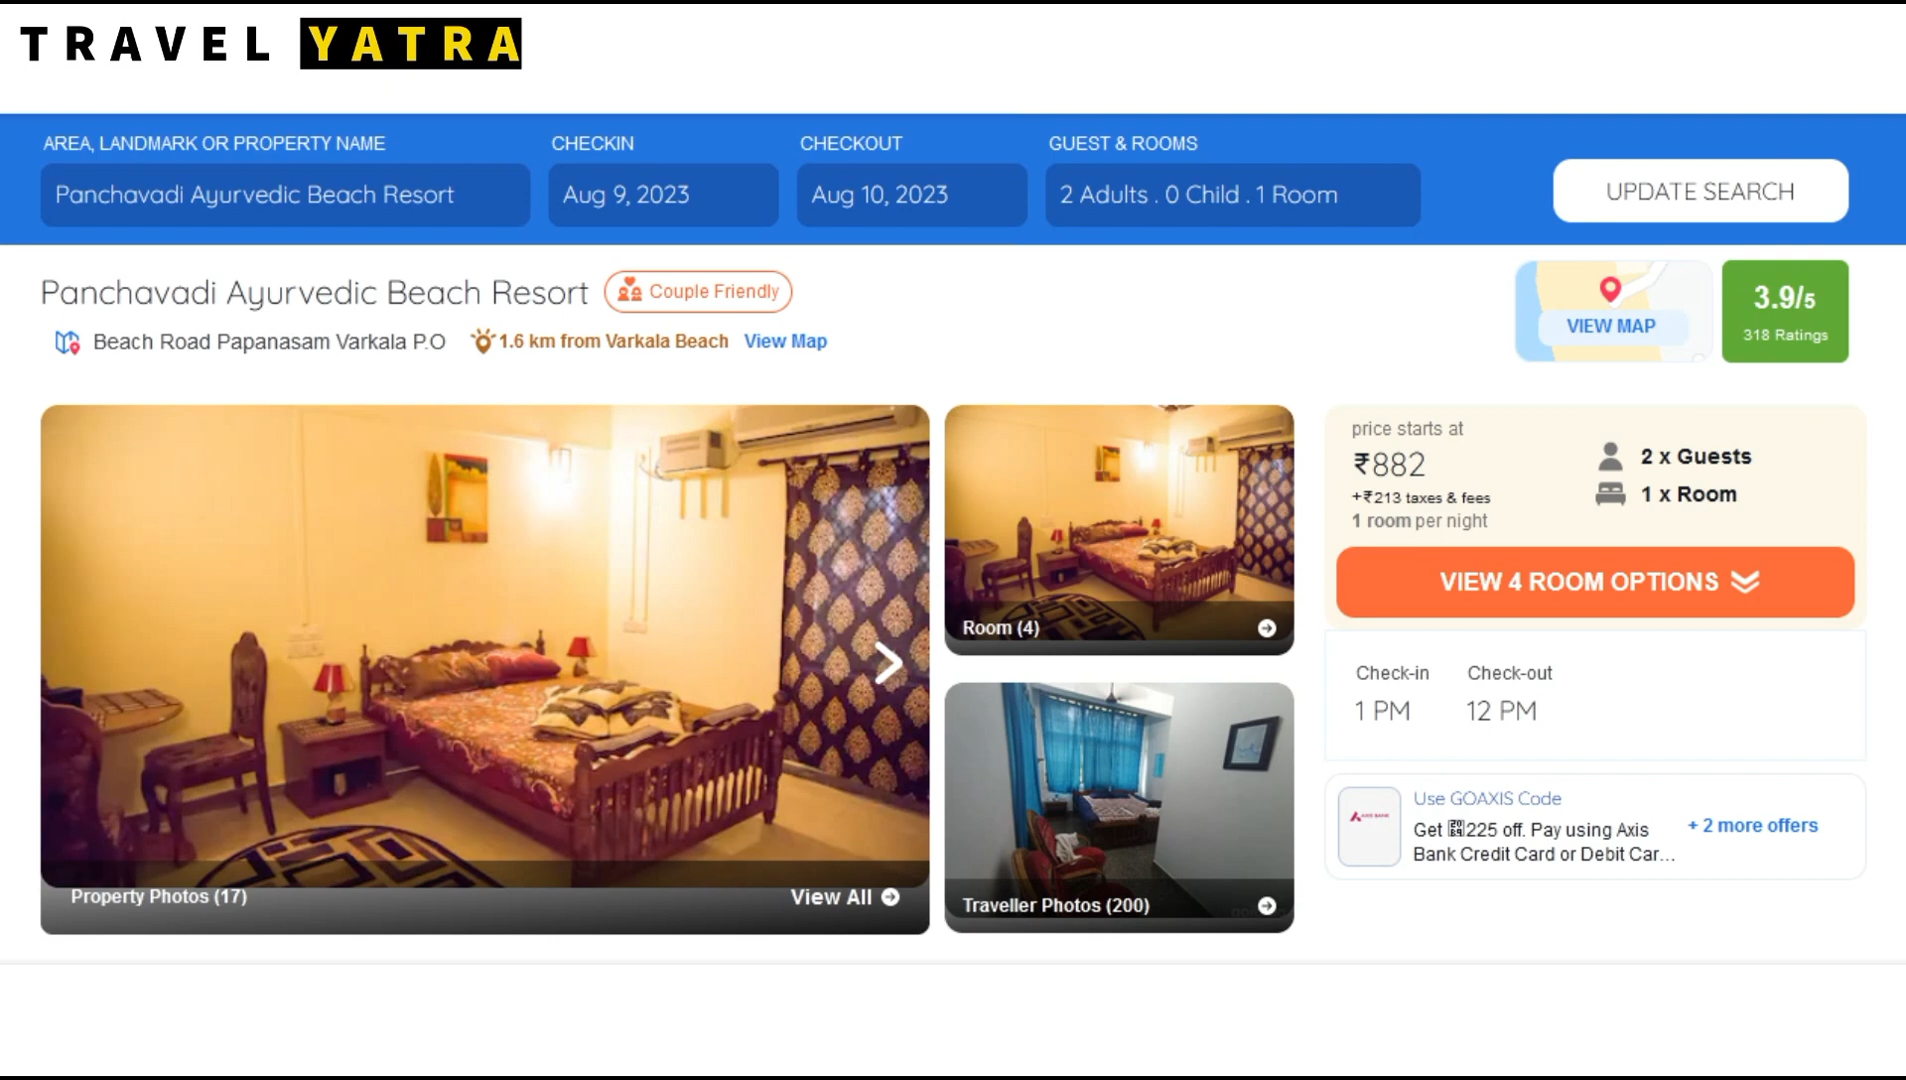 TRAVEL YATRA
AREA, LANDMARK OR PROPERTY NAME
Panchavadi Ayurvedic Beach Resort
CHECKIN
Aug 9, 2023
CHECKOUT
Aug 10, 2023
GUEST & ROOMS
2 Adults . 0 Child . 1 Room
UPDATE SEARCH
Panchavadi Ayurvedic Beach Resort
Couple Friendly
Beach Road Papanasam Varkala P.O
1.6 km from Varkala Beach
View Map
VIEW MAP
3.9/5
318 Ratings
Property Photos (17)
View All
Room (4)
Traveller Photos (200)
price starts at
₹882
+₹213 taxes & fees
1 room per night
2 x Guests
1 x Room
VIEW 4 ROOM OPTIONS
Check-in
1 PM
Check-out
12 PM
AXIS BANK
Use GOAXIS Code
Get 225 off. Pay using Axis
Bank Credit Card or Debit Car...
+ 2 more offers